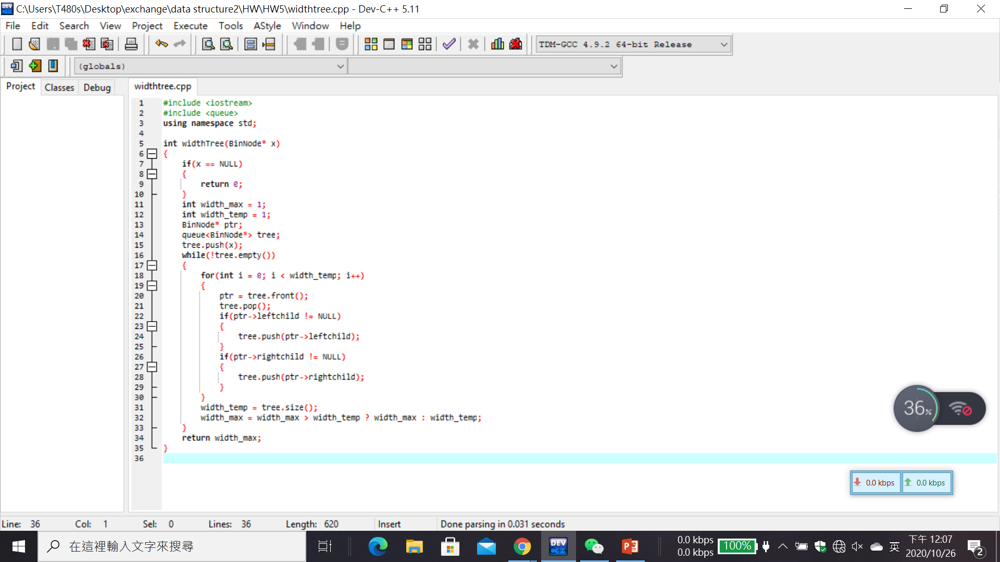 C:\Users\T480s\Desktop\exchange\data structure2\HW\HW5\widthtree.cpp - Dev-C++ 5.11
File Edit Search View Project Execute Tools AStyle Window Help
TDM-GCC 4.9.2 64-bit Release
(globals)
Project Classes Debug
widthtree.cpp
1 #include <iostream>
2 #include <queue>
3 using namespace std;
4
5 int widthTree(BinNode* x)
6 {
7 if(x == NULL)
8 {
9 return 0;
10 }
11 int width_max = 1;
12 int width_temp = 1;
13 BinNode* ptr;
14 queue<BinNode*> tree;
15 tree.push(x);
16 while(!tree.empty())
17 {
18 for(int i = 0; i < width_temp; i++)
19 {
20 ptr = tree.front();
21 tree.pop();
22 if(ptr->leftchild != NULL)
23 {
24 tree.push(ptr->leftchild);
25 }
26 if(ptr->rightchild != NULL)
27 {
28 tree.push(ptr->rightchild);
29 }
30 }
31 width_temp = tree.size();
32 width_max = width_max > width_temp ? width_max : width_temp;
33 }
34 return width_max;
35 }
36
36%
0.0 kbps 0.0 kbps
Line: 36 Col: 1 Sel: 0 Lines: 36 Length: 620 Insert Done parsing in 0.031 seconds
在這裡輸入文字來搜尋
DEV C++
0.0 kbps
0.0 kbps
100%
英
下午 12:07
2020/10/26
2